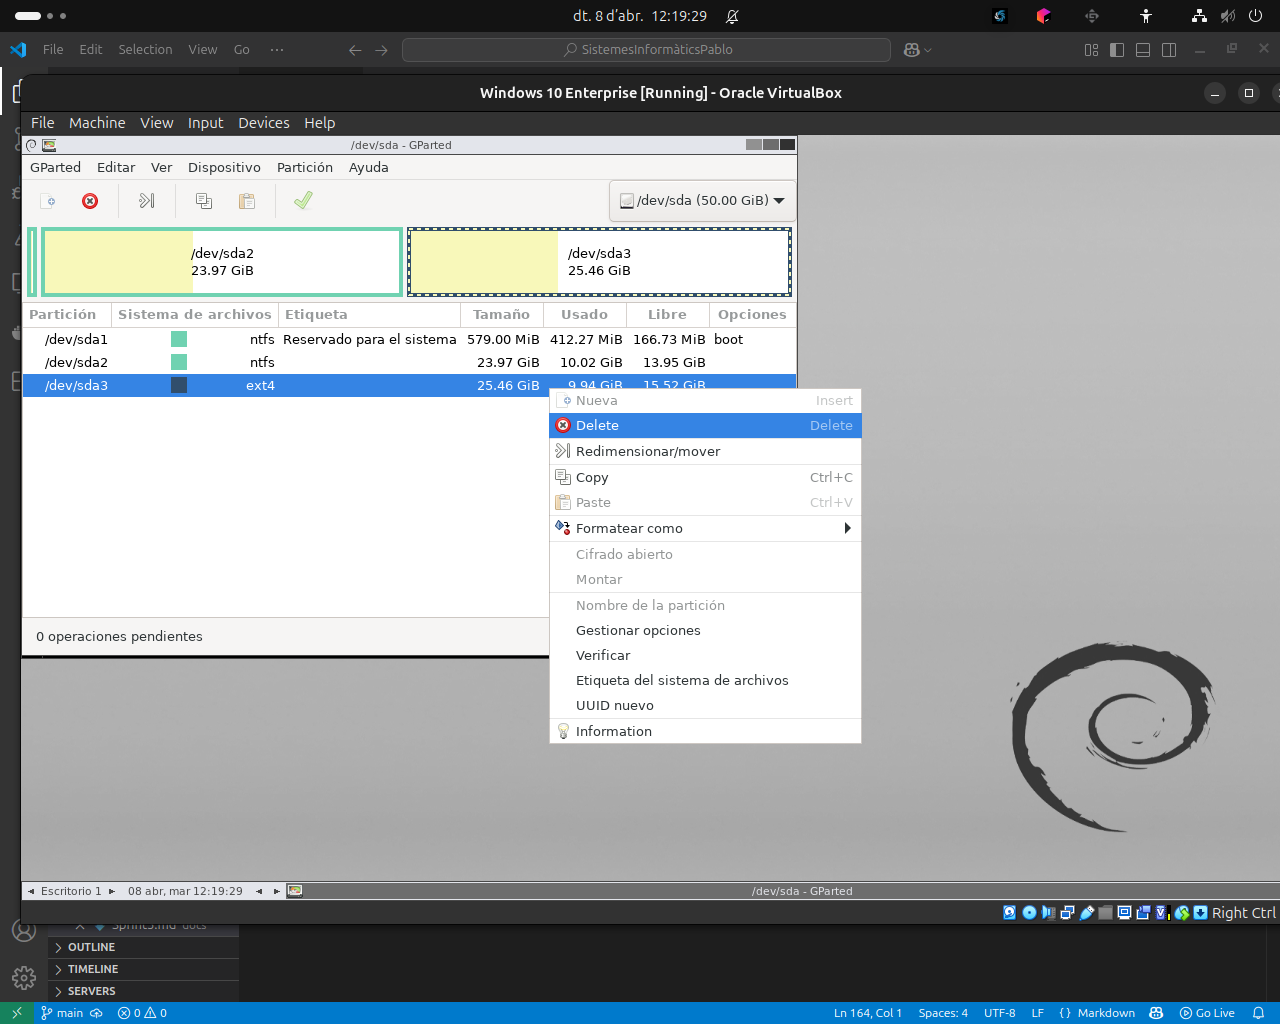 dt. 8 d'abr. 12:19:29
File Edit Selection View Go ···
SistemesInformàticsPablo
Windows 10 Enterprise [Running] - Oracle VirtualBox
File Machine View Input Devices Help
/dev/sda - GParted
GParted Editar Ver Dispositivo Partición Ayuda
/dev/sda (50.00 GiB)
/dev/sda2
23.97 GiB
/dev/sda3
25.46 GiB
Partición Sistema de archivos Etiqueta Tamaño Usado Libre Opciones
/dev/sda1 ntfs Reservado para el sistema 579.00 MiB 412.27 MiB 166.73 MiB boot
/dev/sda2 ntfs 23.97 GiB 10.02 GiB 13.95 GiB
/dev/sda3 ext4 25.46 GiB 9.94 GiB 15.52 GiB
Nueva Insert
Delete Delete
Redimensionar/mover
Copy Ctrl+C
Paste Ctrl+V
Formatear como
Cifrado abierto
Montar
Nombre de la partición
Gestionar opciones
Verificar
Etiqueta del sistema de archivos
UUID nuevo
Information
0 operaciones pendientes
Escritorio 1 08 abr, mar 12:19:29 /dev/sda - GParted
Right Ctrl
Sprint5.md docs
OUTLINE
TIMELINE
SERVERS
main 0 0 Ln 164, Col 1 Spaces: 4 UTF-8 LF {} Markdown Go Live